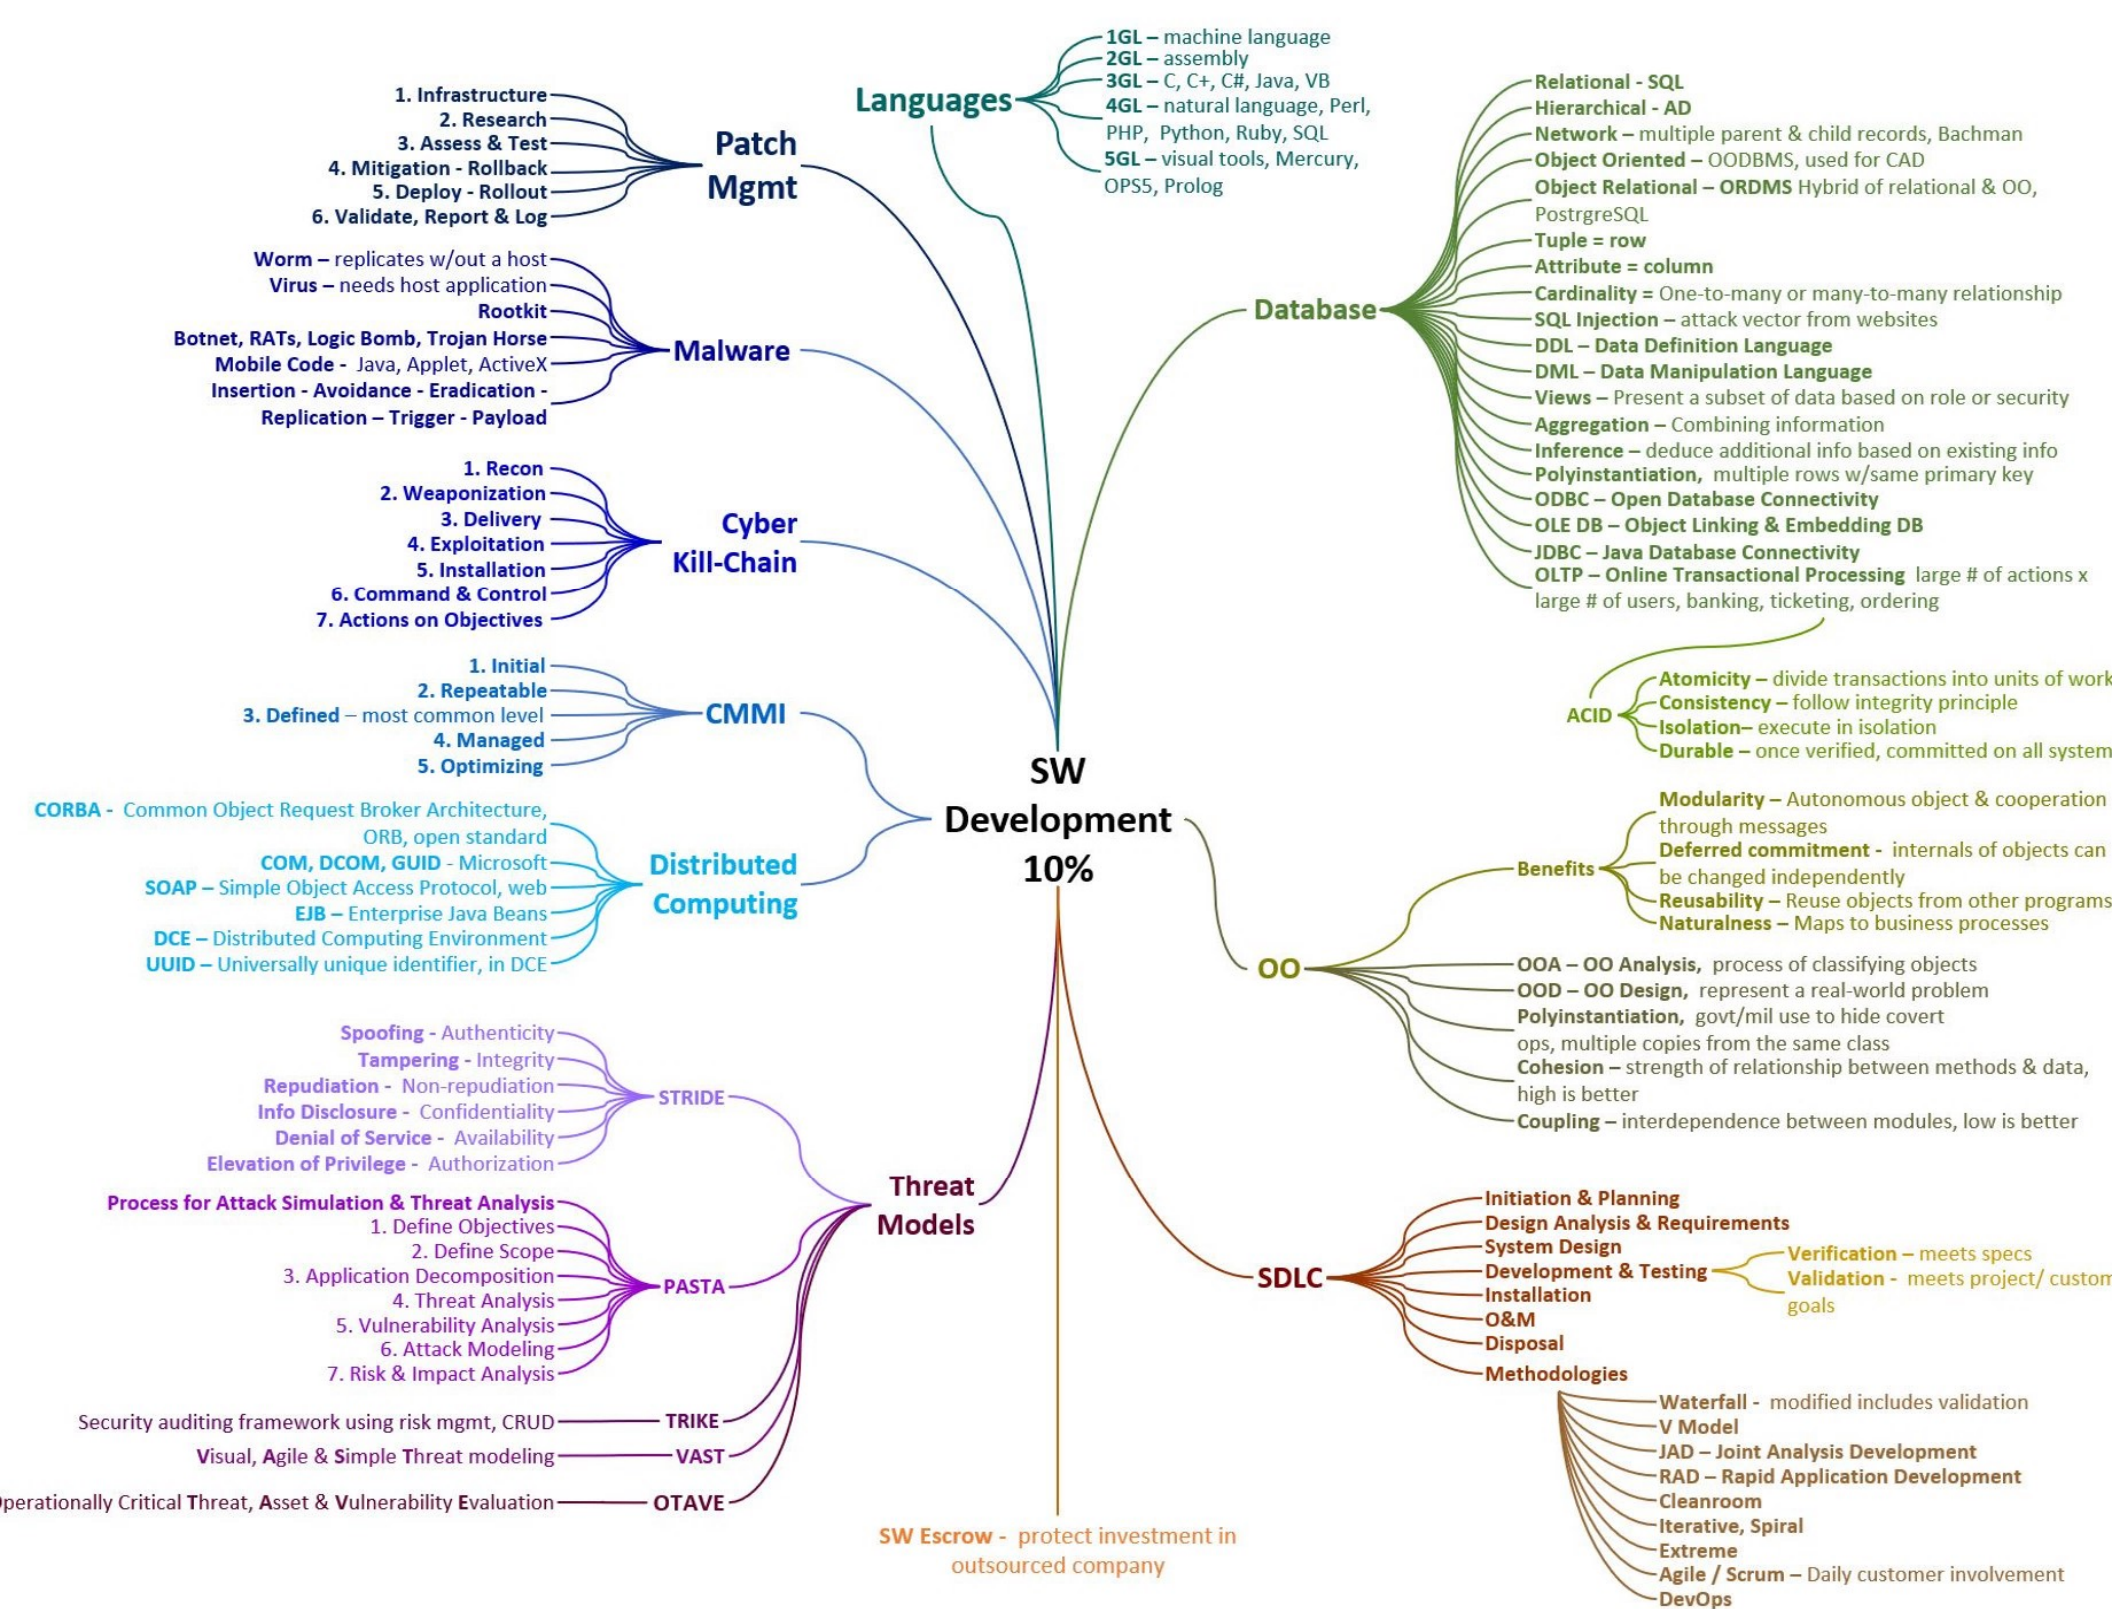 SW
Development
10%
Languages
1GL – machine language
2GL – assembly
3GL – C, C+, C#, Java, VB
4GL – natural language, Perl,
PHP, Python, Ruby, SQL
5GL – visual tools, Mercury,
OPS5, Prolog
Patch
Mgmt
1. Infrastructure
2. Research
3. Assess & Test
4. Mitigation - Rollback
5. Deploy - Rollout
6. Validate, Report & Log
Malware
Worm – replicates w/out a host
Virus – needs host application
Rootkit
Botnet, RATs, Logic Bomb, Trojan Horse
Mobile Code - Java, Applet, ActiveX
Insertion - Avoidance - Eradication -
Replication – Trigger - Payload
Cyber
Kill-Chain
1. Recon
2. Weaponization
3. Delivery
4. Exploitation
5. Installation
6. Command & Control
7. Actions on Objectives
CMMI
1. Initial
2. Repeatable
3. Defined – most common level
4. Managed
5. Optimizing
Distributed
Computing
CORBA - Common Object Request Broker Architecture,
ORB, open standard
COM, DCOM, GUID - Microsoft
SOAP – Simple Object Access Protocol, web
EJB – Enterprise Java Beans
DCE – Distributed Computing Environment
UUID – Universally unique identifier, in DCE
Threat
Models
STRIDE
Spoofing - Authenticity
Tampering - Integrity
Repudiation - Non-repudiation
Info Disclosure - Confidentiality
Denial of Service - Availability
Elevation of Privilege - Authorization
PASTA
Process for Attack Simulation & Threat Analysis
1. Define Objectives
2. Define Scope
3. Application Decomposition
4. Threat Analysis
5. Vulnerability Analysis
6. Attack Modeling
7. Risk & Impact Analysis
TRIKE
Security auditing framework using risk mgmt, CRUD
VAST
Visual, Agile & Simple Threat modeling
OTAVE
perationally Critical Threat, Asset & Vulnerability Evaluation
SW Escrow - protect investment in
outsourced company
Database
Relational - SQL
Hierarchical - AD
Network – multiple parent & child records, Bachman
Object Oriented – OODBMS, used for CAD
Object Relational – ORDMS Hybrid of relational & OO,
PostrgreSQL
Tuple = row
Attribute = column
Cardinality = One-to-many or many-to-many relationship
SQL Injection – attack vector from websites
DDL – Data Definition Language
DML – Data Manipulation Language
Views – Present a subset of data based on role or security
Aggregation – Combining information
Inference – deduce additional info based on existing info
Polyinstantiation, multiple rows w/same primary key
ODBC – Open Database Connectivity
OLE DB – Object Linking & Embedding DB
JDBC – Java Database Connectivity
OLTP – Online Transactional Processing large # of actions x
large # of users, banking, ticketing, ordering
ACID
Atomicity – divide transactions into units of work
Consistency – follow integrity principle
Isolation– execute in isolation
Durable – once verified, committed on all system
OO
Benefits
Modularity – Autonomous object & cooperation
through messages
Deferred commitment - internals of objects can
be changed independently
Reusability – Reuse objects from other programs
Naturalness – Maps to business processes
OOA – OO Analysis, process of classifying objects
OOD – OO Design, represent a real-world problem
Polyinstantiation, govt/mil use to hide covert
ops, multiple copies from the same class
Cohesion – strength of relationship between methods & data,
high is better
Coupling – interdependence between modules, low is better
SDLC
Initiation & Planning
Design Analysis & Requirements
System Design
Development & Testing
Verification – meets specs
Validation - meets project/ custom
goals
Installation
O&M
Disposal
Methodologies
Waterfall - modified includes validation
V Model
JAD – Joint Analysis Development
RAD – Rapid Application Development
Cleanroom
Iterative, Spiral
Extreme
Agile / Scrum – Daily customer involvement
DevOps